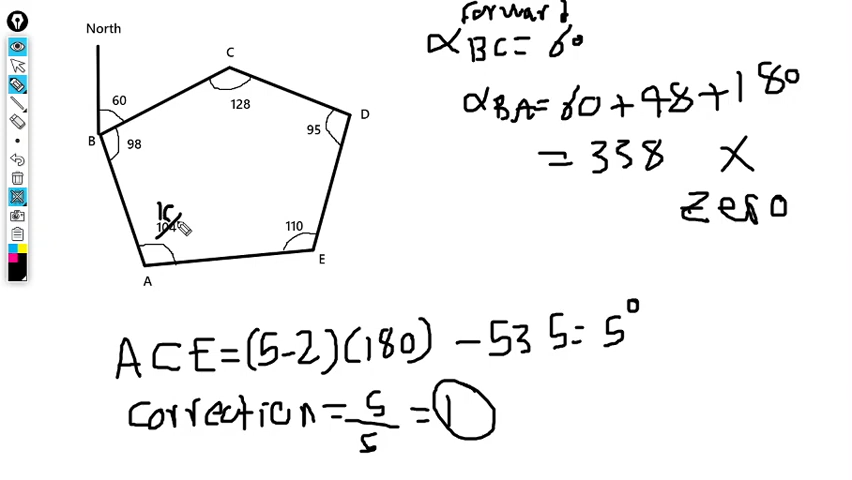 North
forward
αBC = 60
αBA = 60 + 98 + 180
= 338 X
zero
60
C
128
D
95
B
98
104
110
A
E
ACE = (5-2)(180) - 535 = 5°
correction = 5/5 = 1